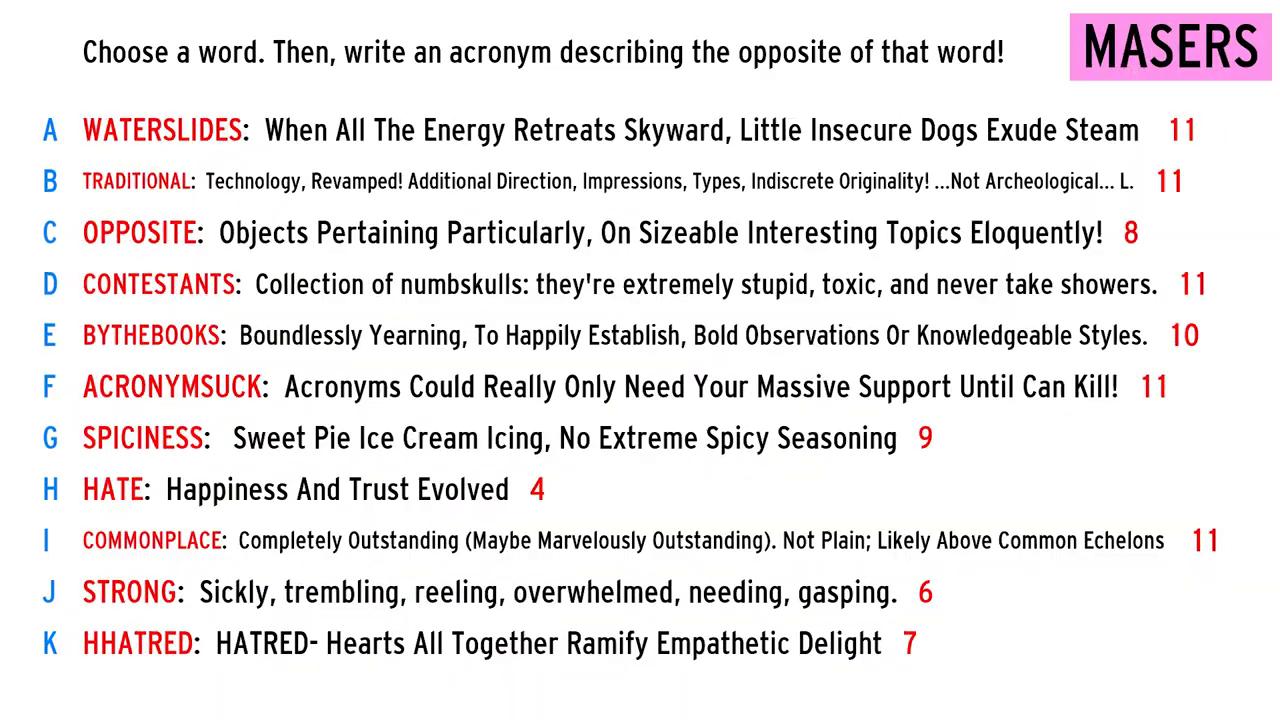 Choose a word. Then, write an acronym describing the opposite of that word!
MASERS
A WATERSLIDES: When All The Energy Retreats Skyward, Little Insecure Dogs Exude Steam 11
B TRADITIONAL: Technology, Revamped! Additional Direction, Impressions, Types, Indiscrete Originality! ...Not Archeological... L. 11
C OPPOSITE: Objects Pertaining Particularly, On Sizeable Interesting Topics Eloquently! 8
D CONTESTANTS: Collection of numbskulls: they're extremely stupid, toxic, and never take showers. 11
E BYTHEBOOKS: Boundlessly Yearning, To Happily Establish, Bold Observations Or Knowledgeable Styles. 10
F ACRONYMSUCK: Acronyms Could Really Only Need Your Massive Support Until Can Kill! 11
G SPICINESS: Sweet Pie Ice Cream Icing, No Extreme Spicy Seasoning 9
H HATE: Happiness And Trust Evolved 4
I COMMONPLACE: Completely Outstanding (Maybe Marvelously Outstanding). Not Plain; Likely Above Common Echelons 11
J STRONG: Sickly, trembling, reeling, overwhelmed, needing, gasping. 6
K HHATRED: HATRED- Hearts All Together Ramify Empathetic Delight 7